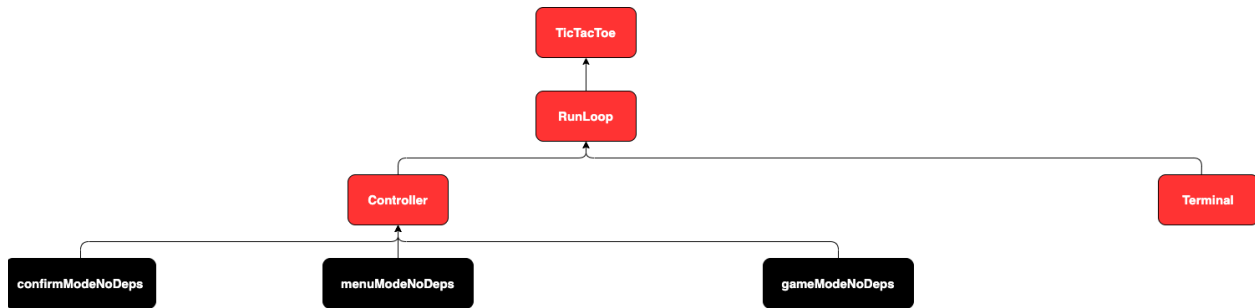 TicTacToe
RunLoop
Controller
Terminal
confirmModeNoDeps
menuModeNoDeps
gameModeNoDeps